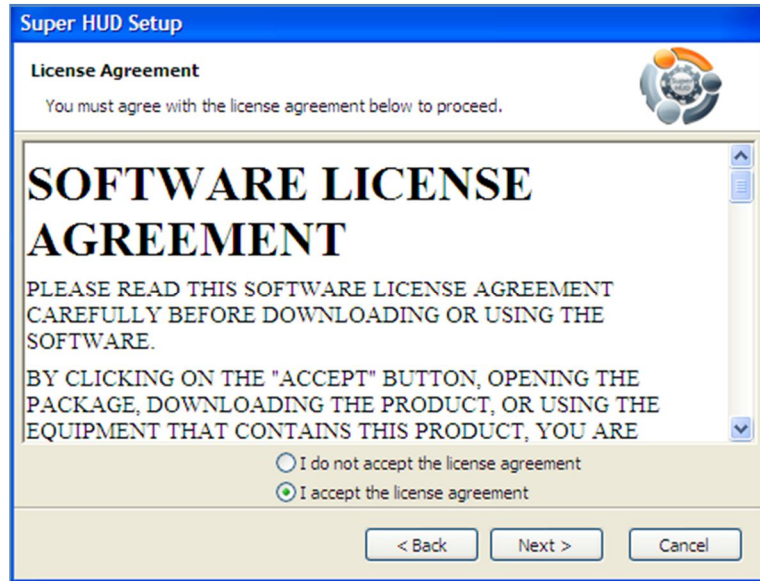 Super HUD Setup
License Agreement
You must agree with the license agreement below to proceed.
Super
HUD
SOFTWARE LICENSE
AGREEMENT
PLEASE READ THIS SOFTWARE LICENSE AGREEMENT
CAREFULLY BEFORE DOWNLOADING OR USING THE
SOFTWARE.
BY CLICKING ON THE "ACCEPT" BUTTON, OPENING THE
PACKAGE, DOWNLOADING THE PRODUCT, OR USING THE
EQUIPMENT THAT CONTAINS THIS PRODUCT, YOU ARE
I do not accept the license agreement
I accept the license agreement
< Back Next > Cancel